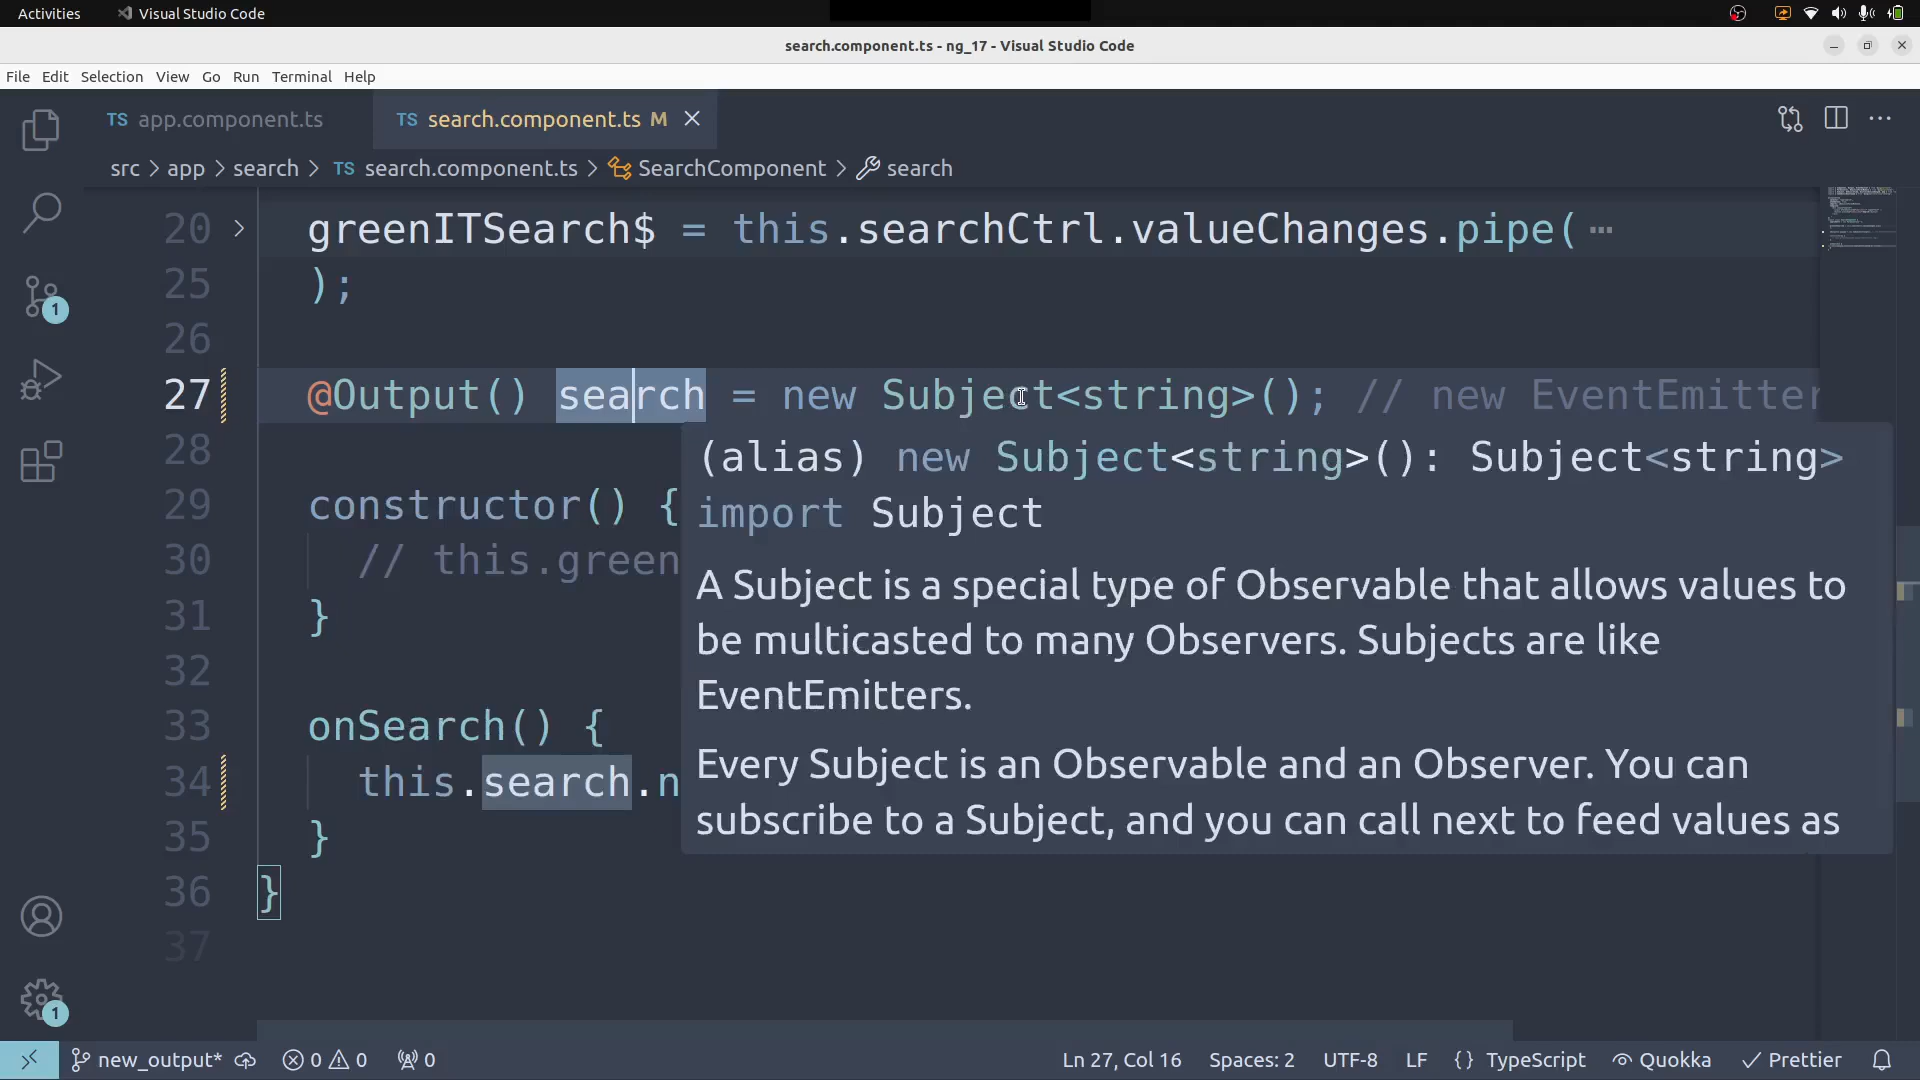 Activities Visual Studio Code
search.component.ts - ng_17 - Visual Studio Code
File Edit Selection View Go Run Terminal Help
TS app.component.ts TS search.component.ts M
src > app > search > TS search.component.ts > SearchComponent > search
20 greenITSearch$ = this.searchCtrl.valueChanges.pipe( ⋯
25 );
26
27 @Output() search = new Subject<string>(); // new EventEmitter
28
(alias) new Subject<string>(): Subject<string>
29 constructor() {
import Subject
30 // this.green
A Subject is a special type of Observable that allows values to
31 }
be multicasted to many Observers. Subjects are like
32
EventEmitters.
33 onSearch() {
Every Subject is an Observable and an Observer. You can
34 this.search.n
subscribe to a Subject, and you can call next to feed values as
35 }
36 }
37
1
1
new_output* 0 0 0 Ln 27, Col 16 Spaces: 2 UTF-8 LF {} TypeScript Quokka Prettier